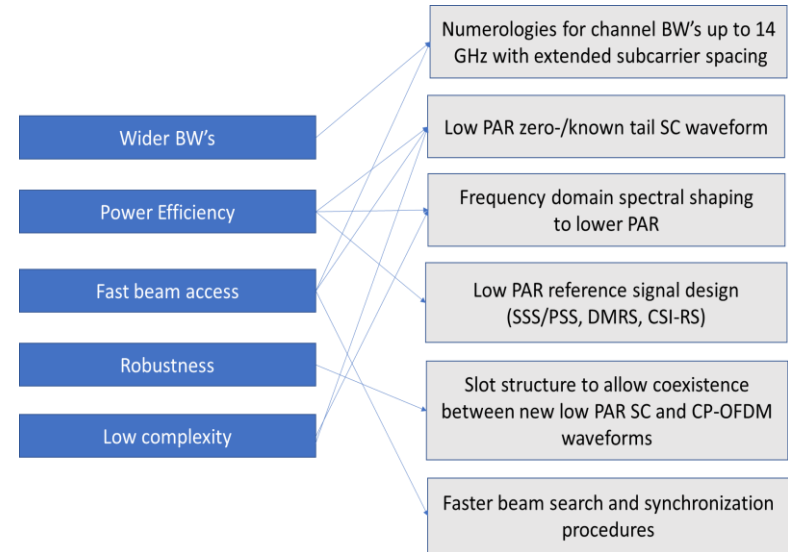 Wider BW's
Power Efficiency
Fast beam access
Robustness
Low complexity
Numerologies for channel BW's up to 14
GHz with extended subcarrier spacing
Low PAR zero-/known tail SC waveform
Frequency domain spectral shaping
to lower PAR
Low PAR reference signal design
(SSS/PSS, DMRS, CSI-RS)
Slot structure to allow coexistence
between new low PAR SC and CP-OFDM
waveforms
Faster beam search and synchronization
procedures